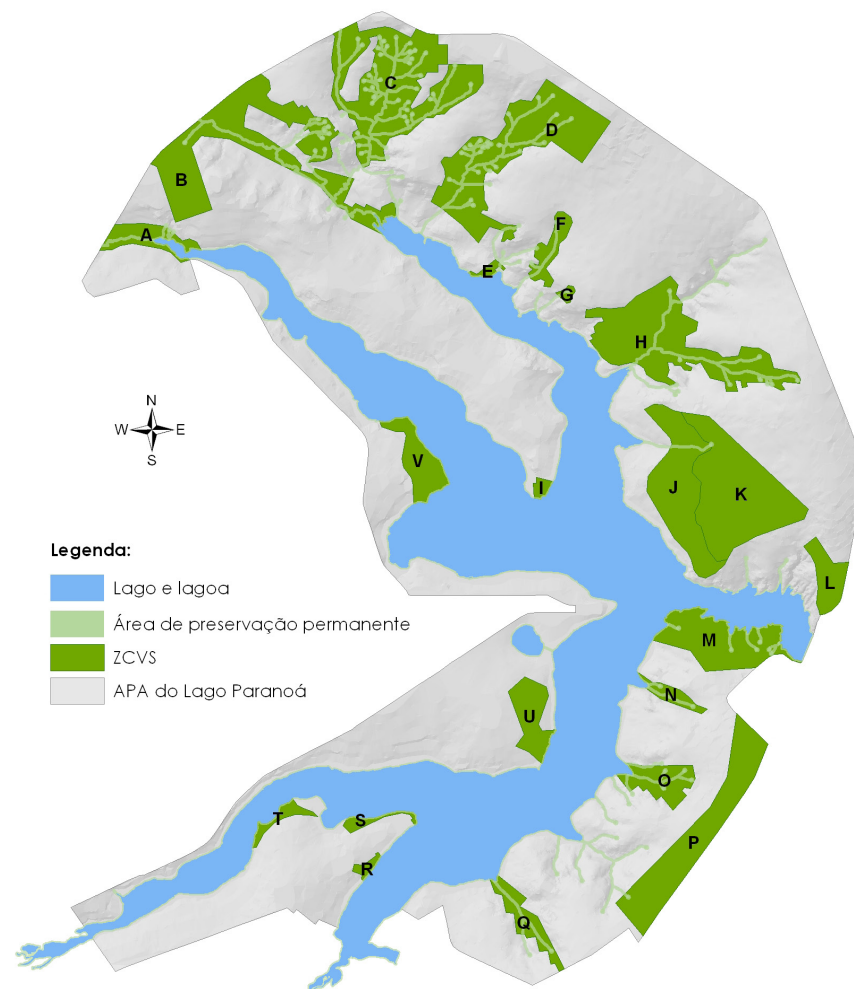 C
D
B
A
F
E
G
H
N
W E
S
V
I
J
K
Legenda:
L
Lago e lagoa
Área de preservação permanente
M
ZCVS
APA do Lago Paranoá
N
U
O
T
S
P
R
Q